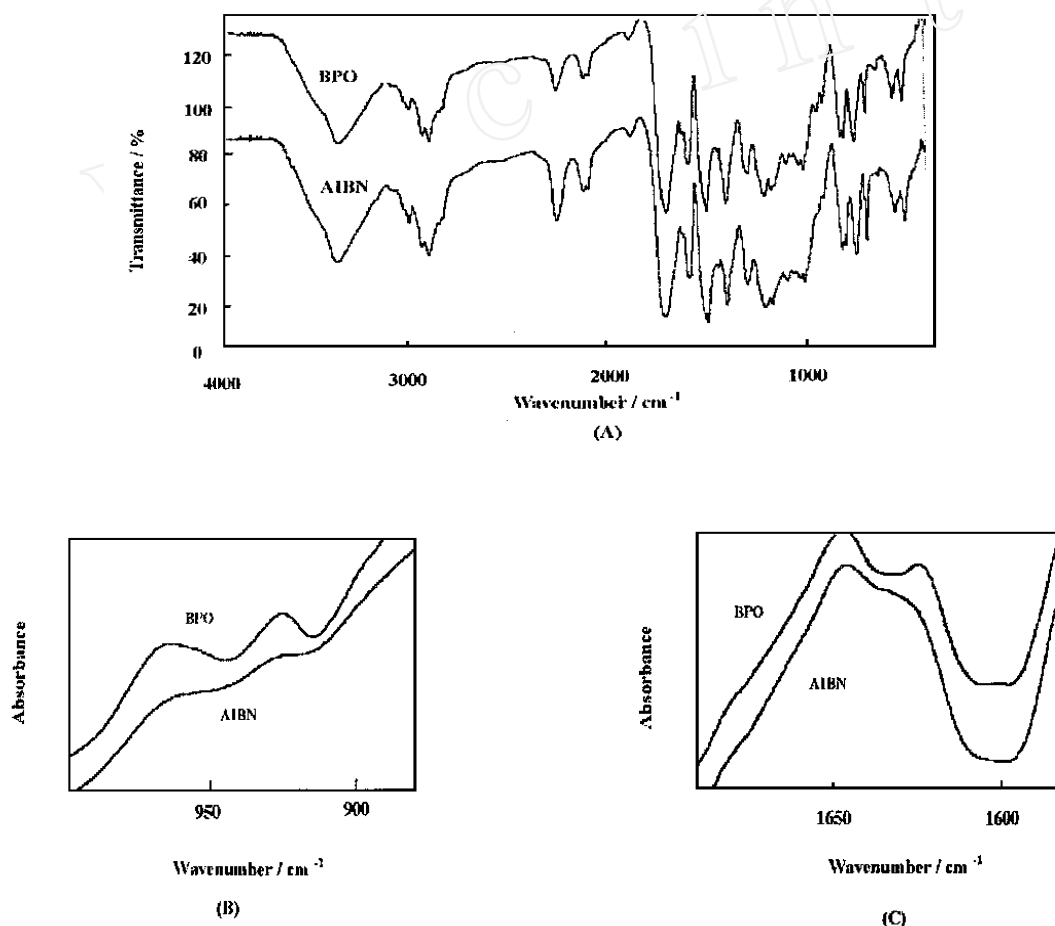 120
100
80
60
40
20
0
Transmittance / %
BPO
AIBN
4000
3000
2000
1000
Wavenumber / cm -1
(A)
Absorbance
BPO
AIBN
950
900
Wavenumber / cm -1
(B)
Absorbance
BPO
AIBN
1650
1600
Wavenumber / cm -1
(C)